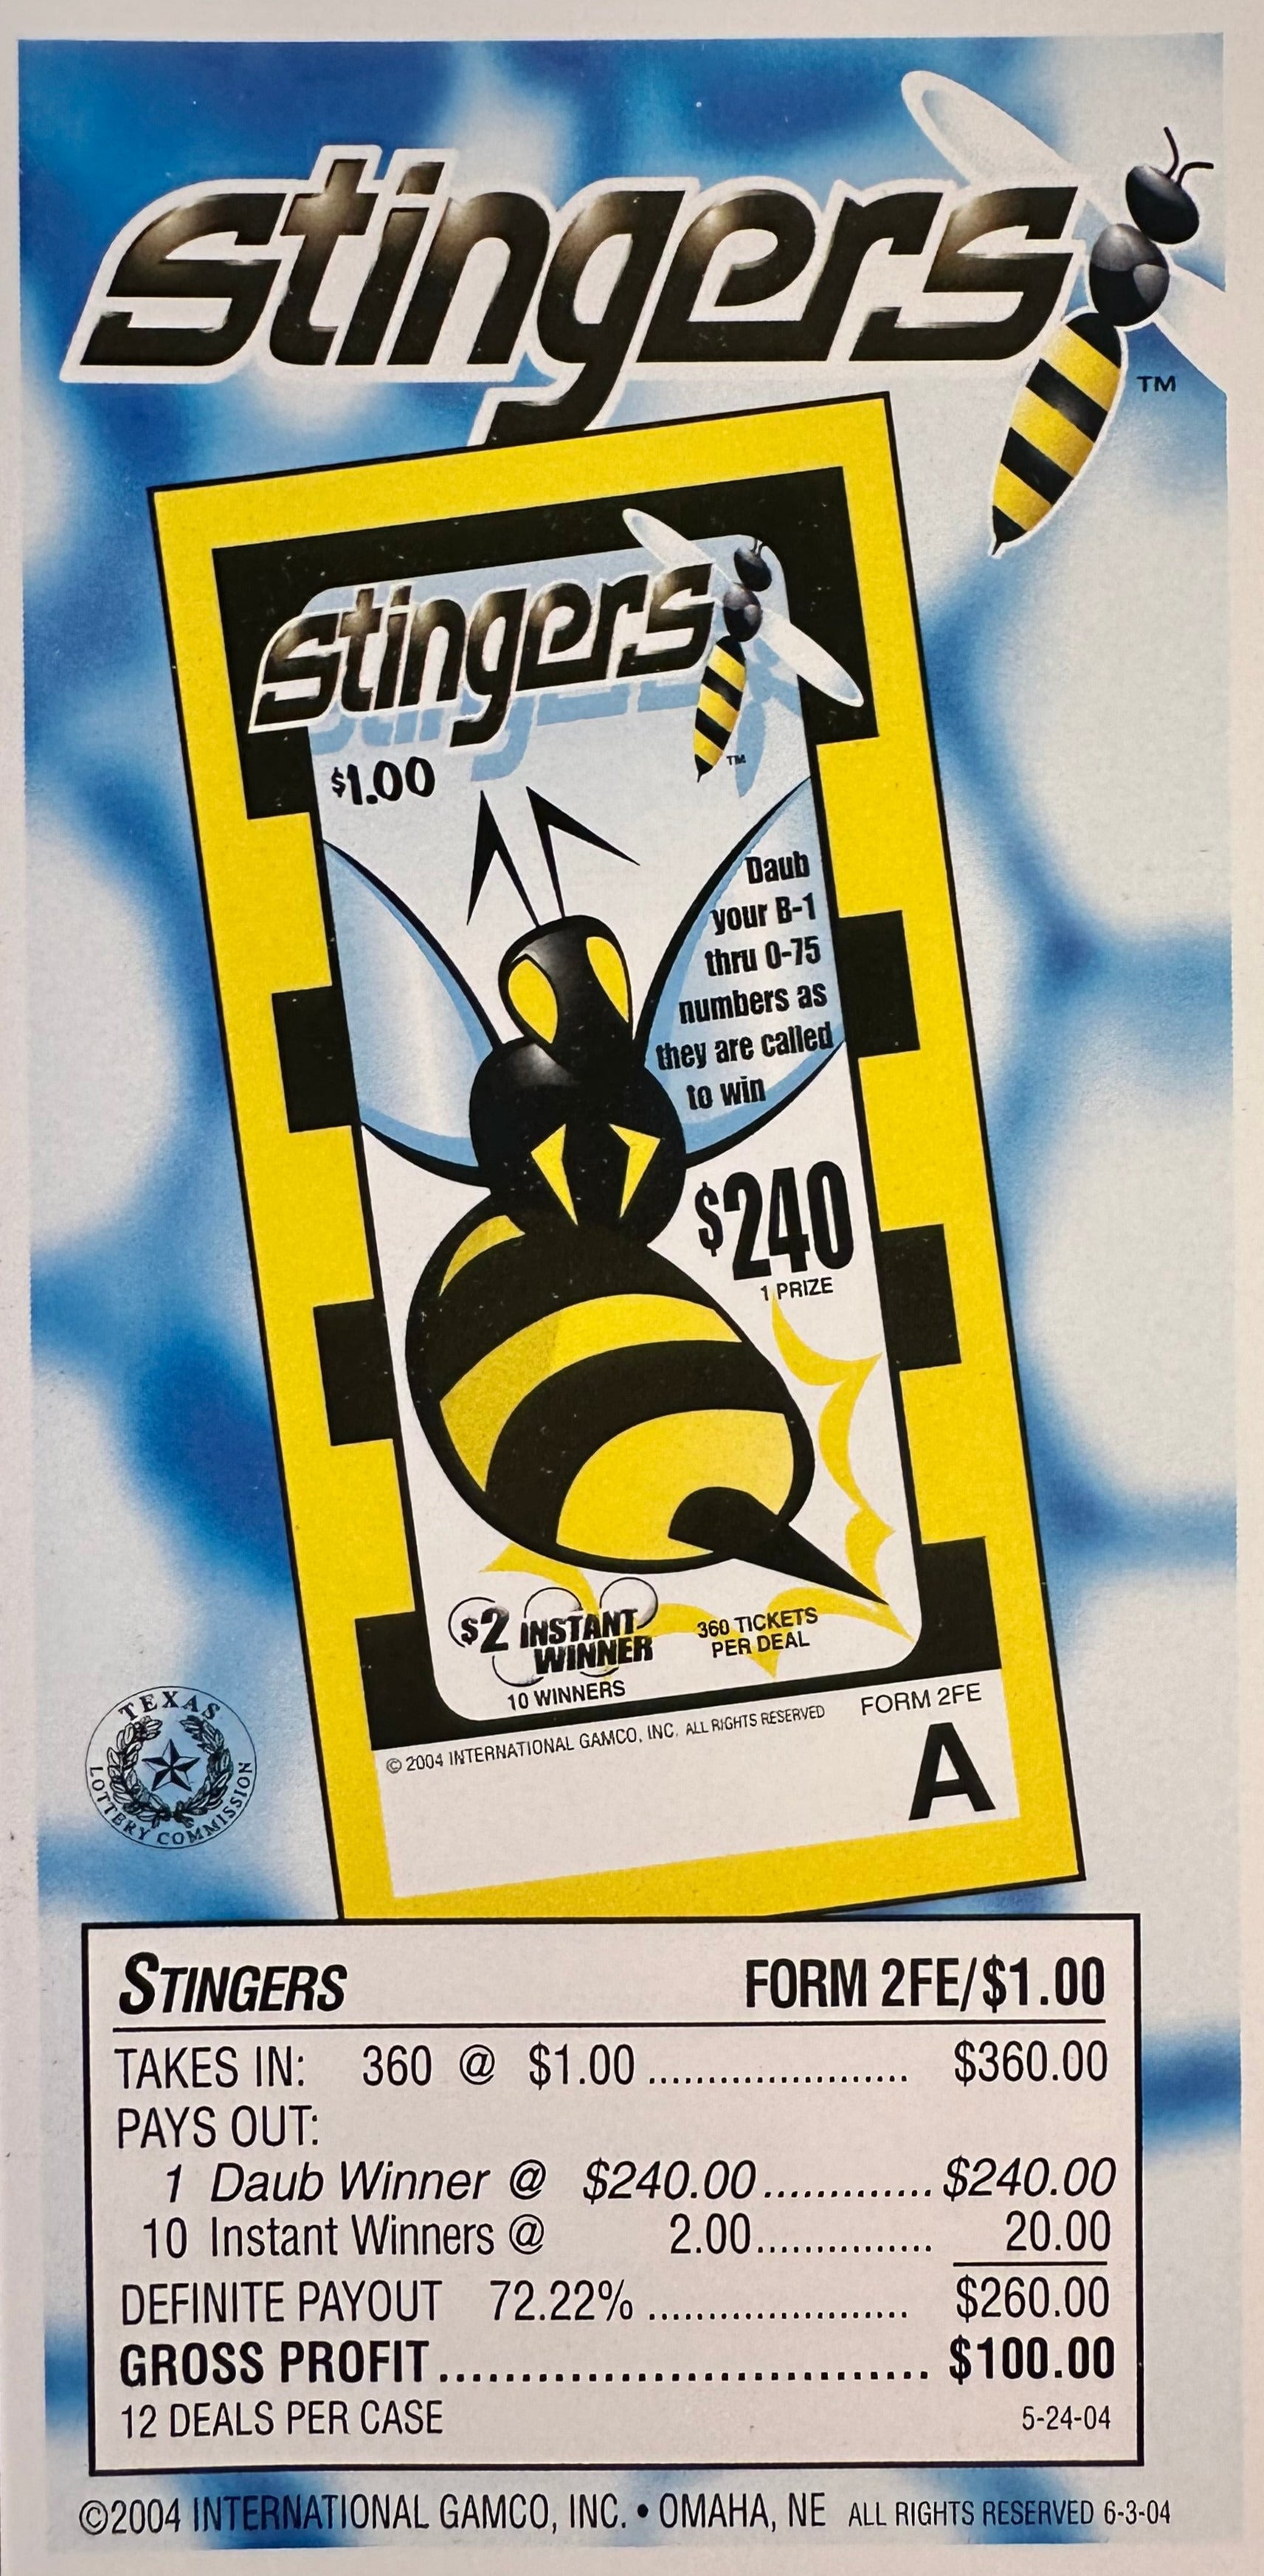 stingers
TM
stingers
TM
$1.00
Daub
your B-1
thru O-75
numbers as
they are called
to win
$240
1 PRIZE
$2 INSTANT
WINNER
10 WINNERS
360 TICKETS
PER DEAL
© 2004 INTERNATIONAL GAMCO, INC. ALL RIGHTS RESERVED
FORM 2FE
A
TEXAS
LOTTERY COMMISSION
STINGERS FORM 2FE/$1.00
TAKES IN: 360 @ $1.00 ...................... $360.00
PAYS OUT:
1 Daub Winner @ $240.00 ............. $240.00
10 Instant Winners @ 2.00 ............... 20.00
DEFINITE PAYOUT 72.22% ...................... $260.00
GROSS PROFIT .............................. $100.00
12 DEALS PER CASE 5-24-04
©2004 INTERNATIONAL GAMCO, INC. • OMAHA, NE ALL RIGHTS RESERVED 6-3-04